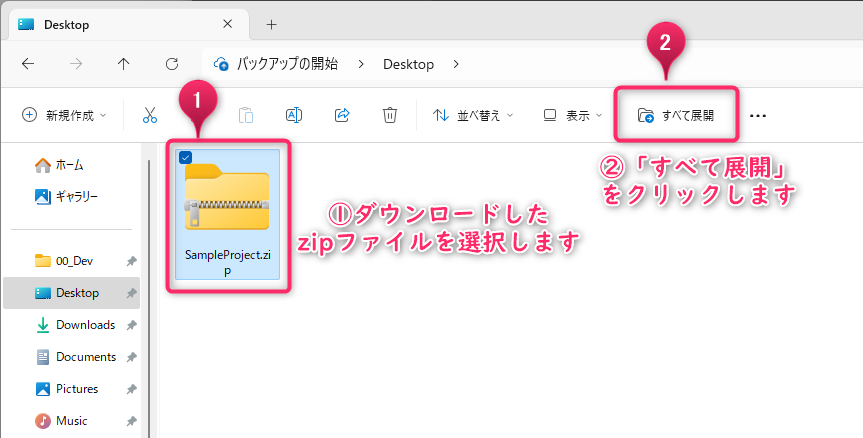 Desktop
バックアップの開始
Desktop
2
新規作成
並べ替え
表示
すべて展開
1
ホーム
ギャラリー
00_Dev
Desktop
Downloads
Documents
Pictures
Music
SampleProject.zi
p
①ダウンロードした
zipファイルを選択します
②「すべて展開」
をクリックします